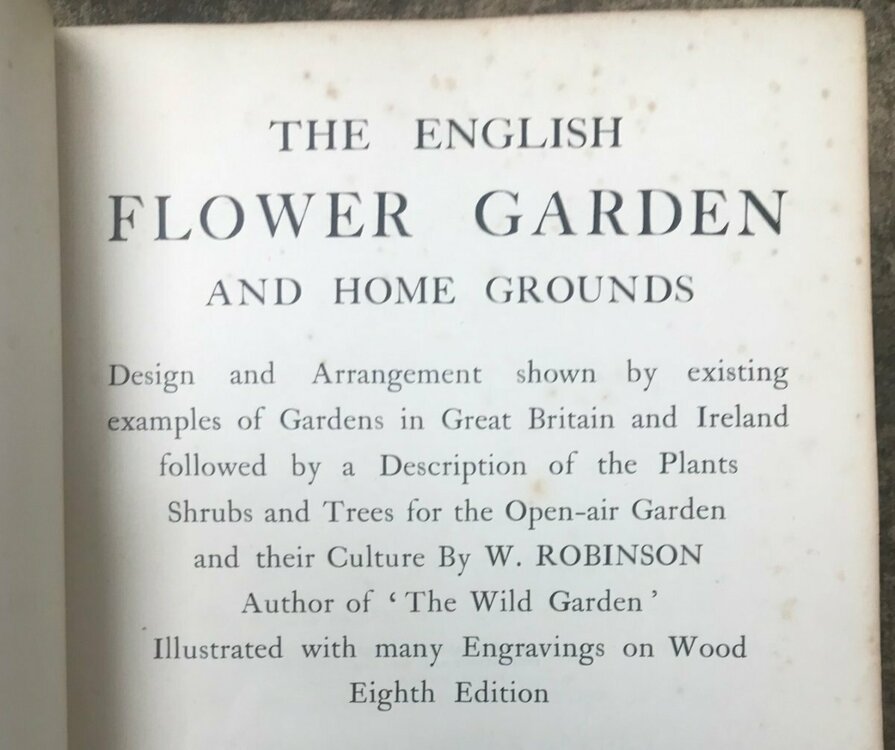 THE ENGLISH
FLOWER GARDEN
AND HOME GROUNDS
Design and Arrangement shown by existing
examples of Gardens in Great Britain and Ireland
followed by a Description of the Plants
Shrubs and Trees for the Open-air Garden
and their Culture By W. ROBINSON
Author of ‘The Wild Garden’
Illustrated with many Engravings on Wood
Eighth Edition